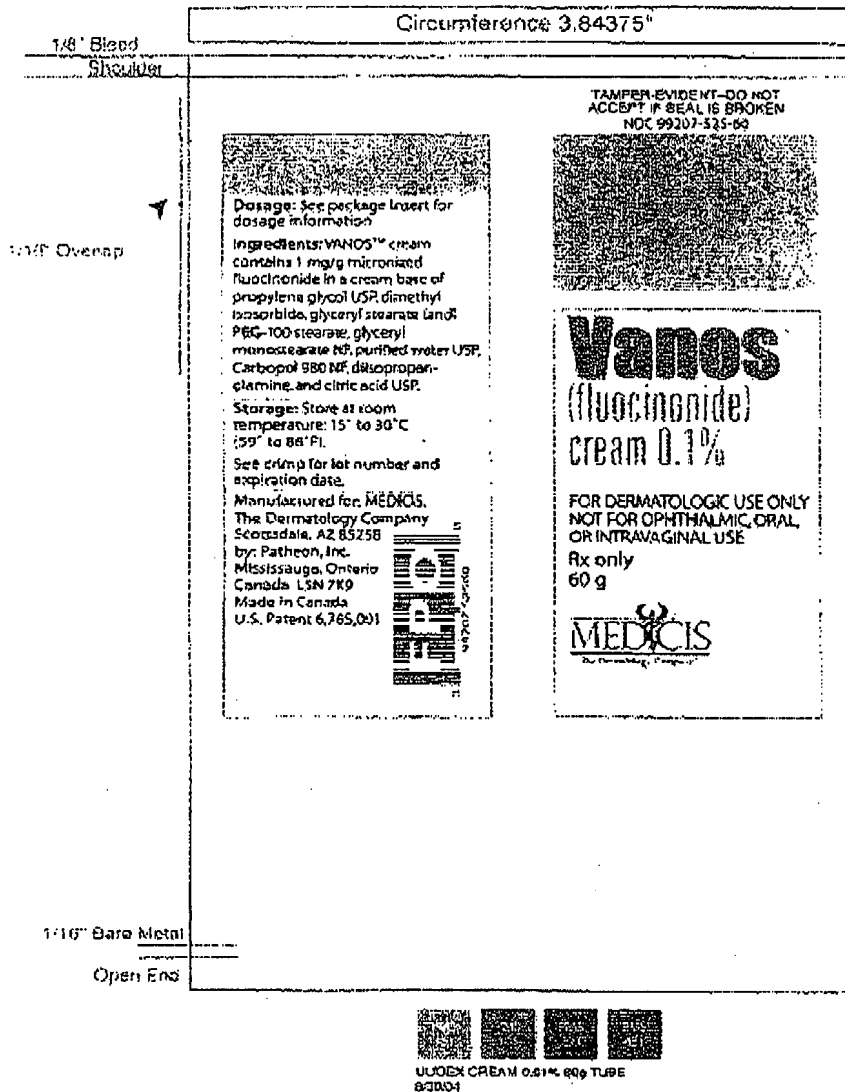 Circumference 3.84375"
1/8" Bleed
Shoulder
TAMPER-EVIDENT–DO NOT
ACCEPT IF SEAL IS BROKEN
NDC 99207-525-60
1/16" Overlap
Dosage: See package insert for
dosage information
Ingredients: VANOS™ cream
contains 1 mg/g micronized
fluocinonide in a cream base of
propylene glycol USP, dimethyl
isosorbide, glyceryl stearate (and)
PEG-100 stearate, glyceryl
monostearate NF, purified water USP,
Carbopol 980 NF, diisopropan-
olamine, and citric acid USP.
Storage: Store at room
temperature: 15° to 30°C
(59° to 86°F).
See crimp for lot number and
expiration date.
Manufactured for: MEDICIS,
The Dermatology Company
Scottsdale, AZ 85258
by: Patheon, Inc.
Mississauga, Ontario
Canada L5N 7K9
Made in Canada
U.S. Patent 6,765,001
Vanos
(fluocinonide)
cream 0.1%
FOR DERMATOLOGIC USE ONLY
NOT FOR OPHTHALMIC, ORAL,
OR INTRAVAGINAL USE
Rx only
60 g
MEDICIS
The Dermatology Company
1/16" Bare Metal
Open End
CREAM 60g TUBE